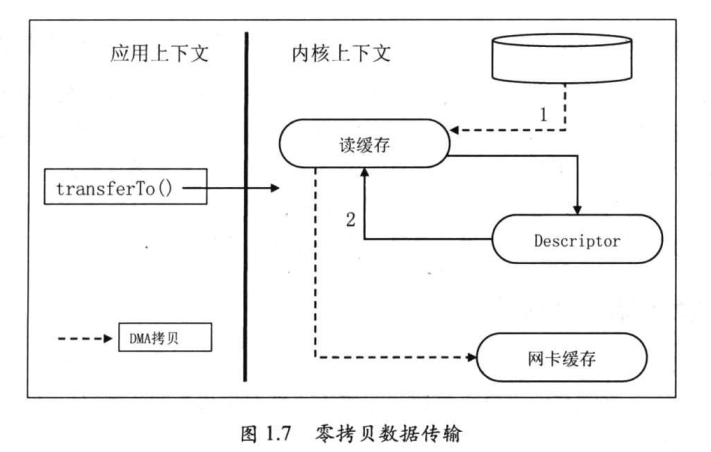 应用上下文
内核上下文
1
读缓存
transferTo()
2
Descriptor
DMA拷贝
网卡缓存
图 1.7 零拷贝数据传输